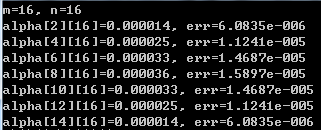 m=16, n=16
alpha[2][16]=0.000014, err=6.0835e-006
alpha[4][16]=0.000025, err=1.1241e-005
alpha[6][16]=0.000033, err=1.4687e-005
alpha[8][16]=0.000036, err=1.5897e-005
alpha[10][16]=0.000033, err=1.4687e-005
alpha[12][16]=0.000025, err=1.1241e-005
alpha[14][16]=0.000014, err=6.0835e-006